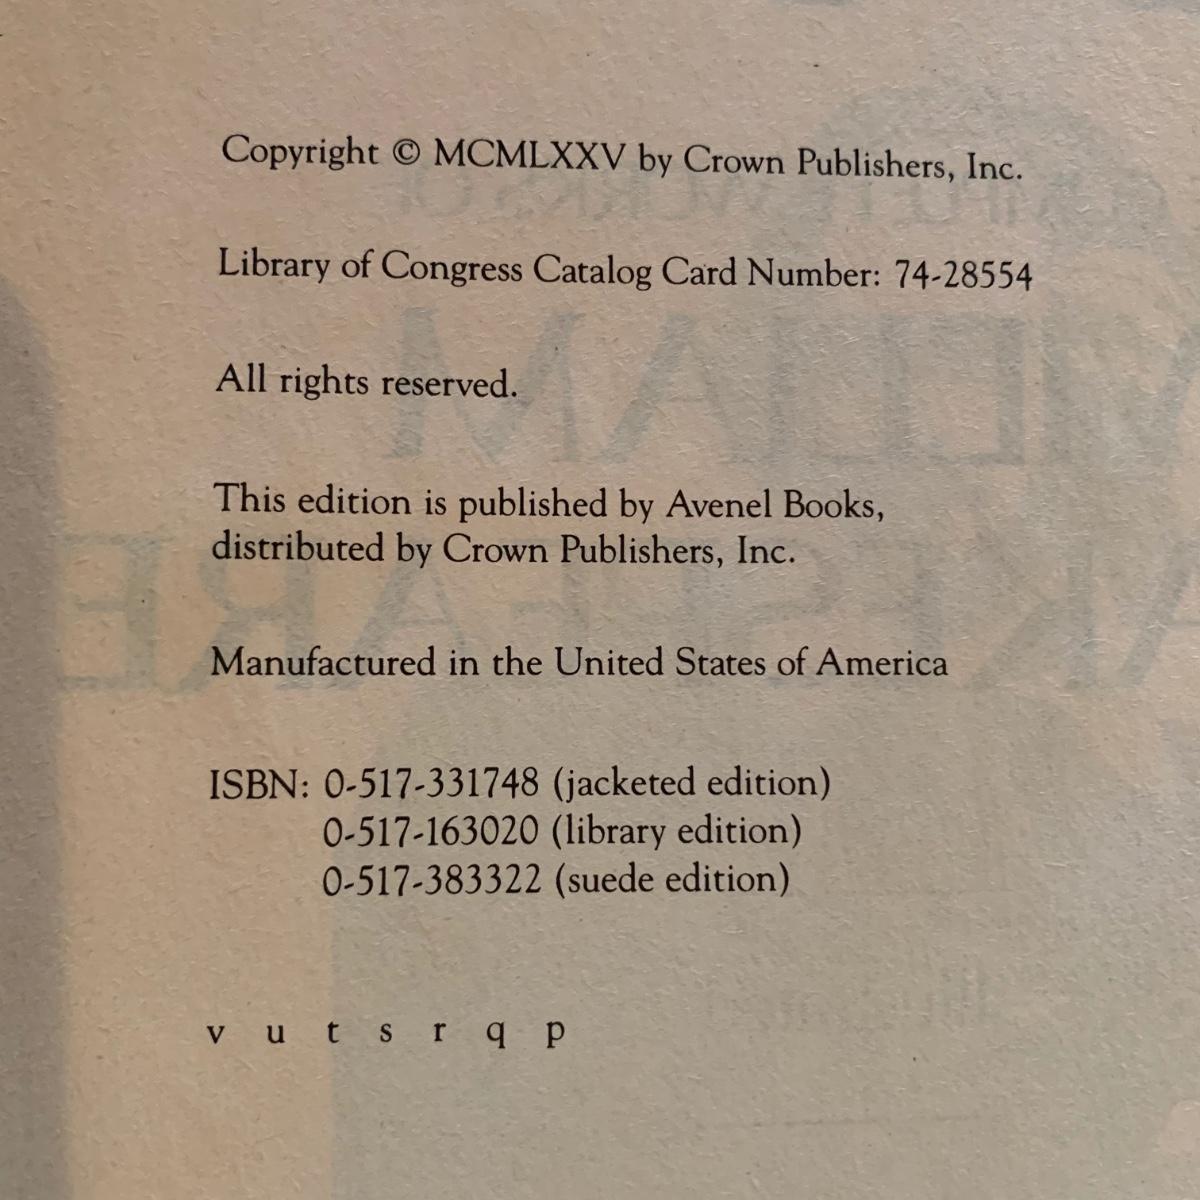 Copyright © MCMLXXV by Crown Publishers, Inc.
Library of Congress Catalog Card Number: 74-28554
All rights reserved.
This edition is published by Avenel Books,
distributed by Crown Publishers, Inc.
Manufactured in the United States of America
ISBN: 0-517-331748 (jacketed edition)
0-517-163020 (library edition)
0-517-383322 (suede edition)
v u t s r q p